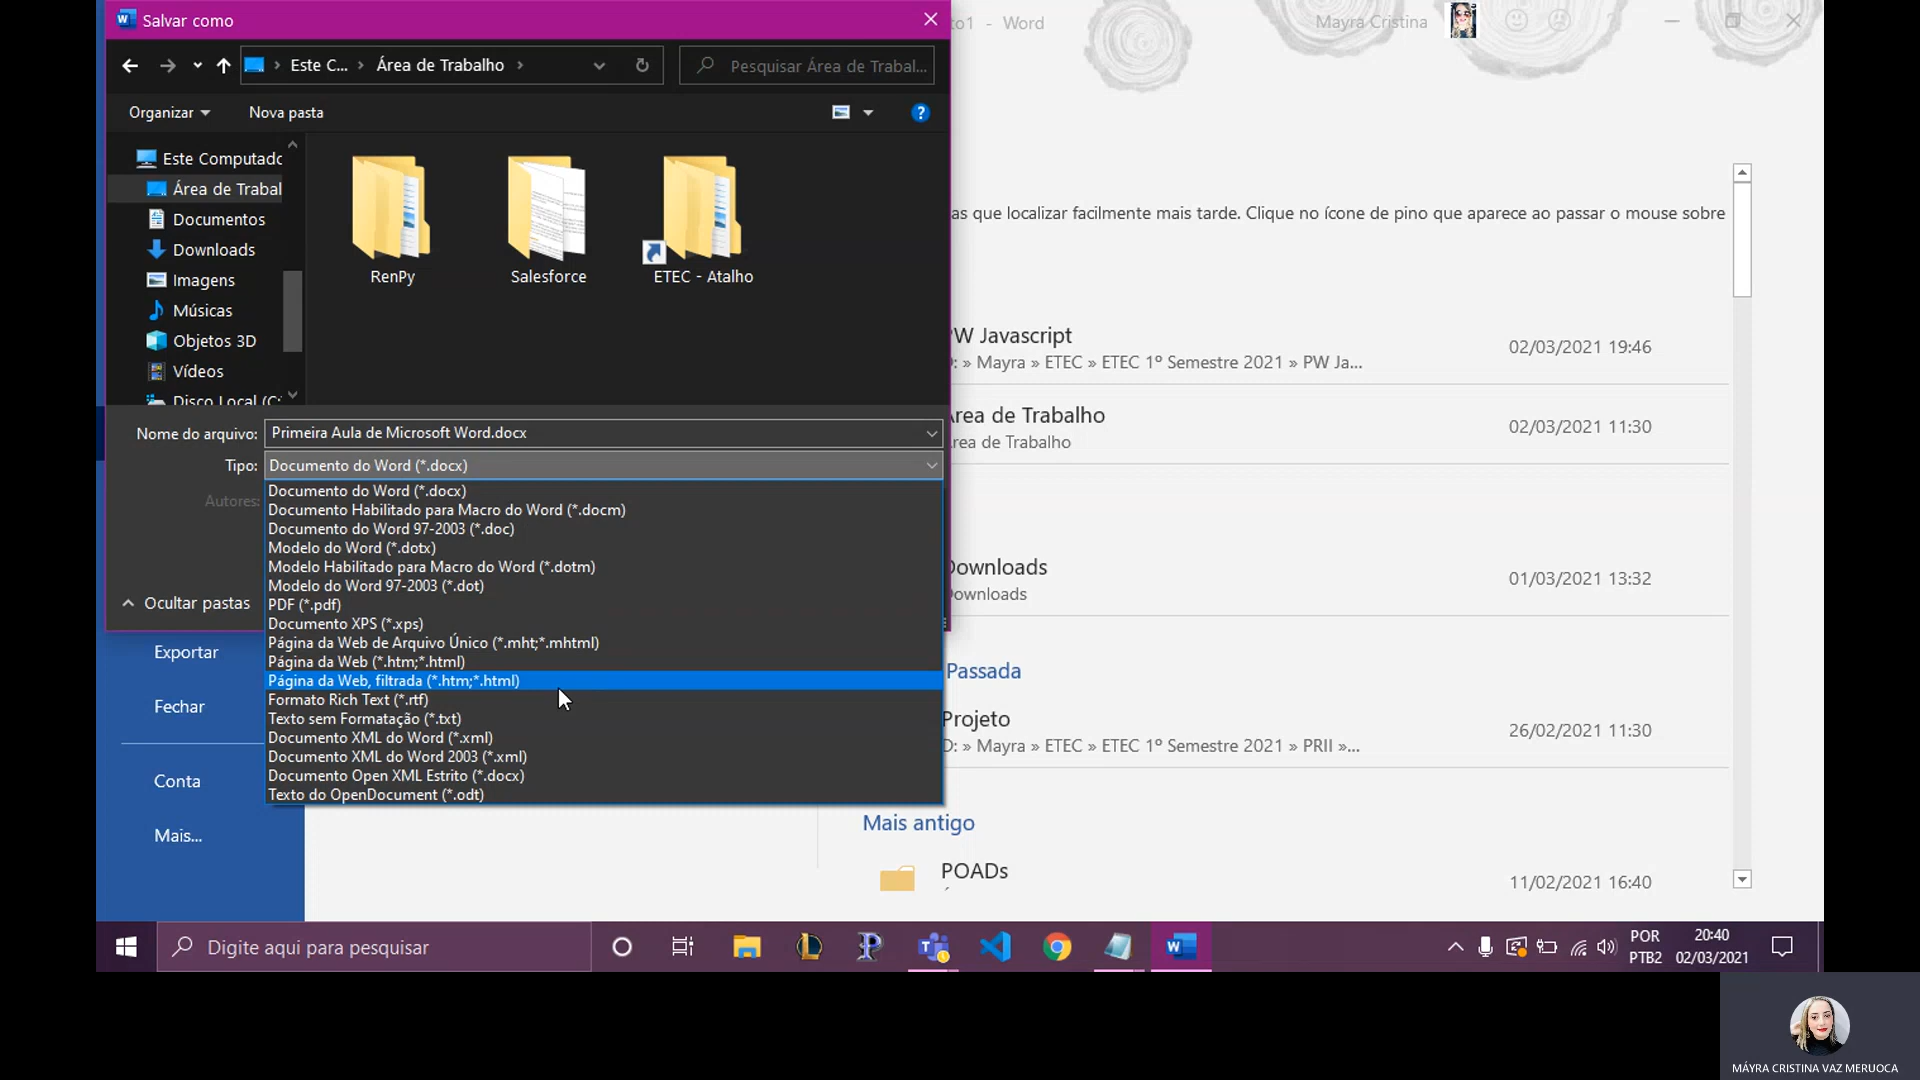 Salvar como
to1 - Word
Mayra Cristina
Este C... Área de Trabalho
Pesquisar Área de Trabal...
Organizar
Nova pasta
Este Computado
Área de Trabal
Documentos
Downloads
Imagens
Músicas
Objetos 3D
Vídeos
Disco Local (C:
RenPy
Salesforce
ETEC - Atalho
as que localizar facilmente mais tarde. Clique no ícone de pino que aparece ao passar o mouse sobre
PW Javascript
02/03/2021 19:46
D: » Mayra » ETEC » ETEC 1º Semestre 2021 » PW Ja...
Área de Trabalho
02/03/2021 11:30
Área de Trabalho
Downloads
01/03/2021 13:32
Downloads
Passada
Projeto
26/02/2021 11:30
D: » Mayra » ETEC » ETEC 1º Semestre 2021 » PRII »...
Mais antigo
POADs
11/02/2021 16:40
Nome do arquivo: Primeira Aula de Microsoft Word.docx
Tipo: Documento do Word (*.docx)
Autores:
Documento do Word (*.docx)
Documento Habilitado para Macro do Word (*.docm)
Documento do Word 97-2003 (*.doc)
Modelo do Word (*.dotx)
Modelo Habilitado para Macro do Word (*.dotm)
Modelo do Word 97-2003 (*.dot)
PDF (*.pdf)
Documento XPS (*.xps)
Página da Web de Arquivo Único (*.mht;*.mhtml)
Página da Web (*.htm;*.html)
Página da Web, filtrada (*.htm;*.html)
Formato Rich Text (*.rtf)
Texto sem Formatação (*.txt)
Documento XML do Word (*.xml)
Documento XML do Word 2003 (*.xml)
Documento Open XML Estrito (*.docx)
Texto do OpenDocument (*.odt)
Ocultar pastas
Exportar
Fechar
Conta
Mais...
Digite aqui para pesquisar
POR
PTB2
20:40
02/03/2021
MÁYRA CRISTINA VAZ MERUOCA